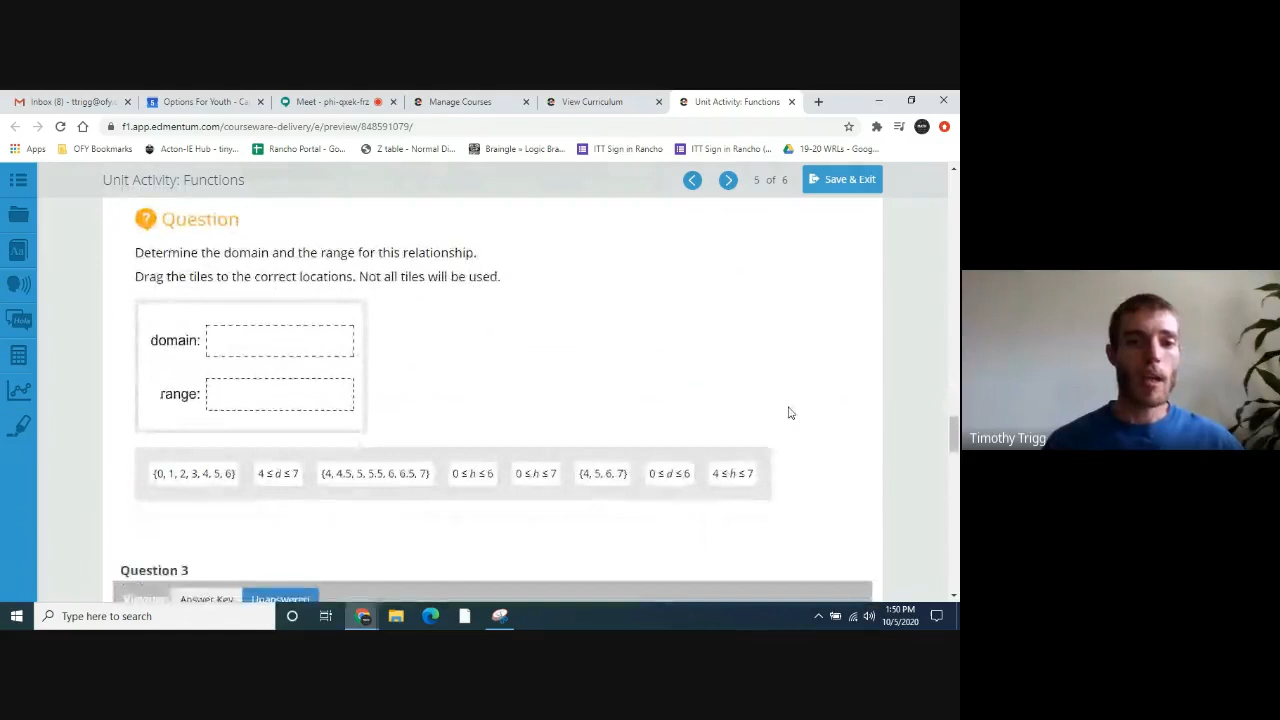 Inbox (8) - ttrigg@ofy.c
Options For Youth - Ca
Meet - phi-qxek-frz
Manage Courses
View Curriculum
Unit Activity: Functions
f1.app.edmentum.com/courseware-delivery/e/preview/848591079/
Apps
OFY Bookmarks
Acton-IE Hub - tiny...
Rancho Portal - Go...
Z table - Normal Di...
Braingle » Logic Bra...
ITT Sign in Rancho
ITT Sign in Rancho (...
19-20 WRLs - Goog...
Unit Activity: Functions
5 of 6
Save & Exit
Question
Determine the domain and the range for this relationship.
Drag the tiles to the correct locations. Not all tiles will be used.
domain:
range:
{0, 1, 2, 3, 4, 5, 6}
4 ≤ d ≤ 7
{4, 4.5, 5, 5.5, 6, 6.5, 7}
0 ≤ h ≤ 6
0 ≤ h ≤ 7
{4, 5, 6, 7}
0 ≤ d ≤ 6
4 ≤ h ≤ 7
Question 3
Answer Key
Unanswered
Timothy Trigg
Type here to search
1:50 PM
10/5/2020